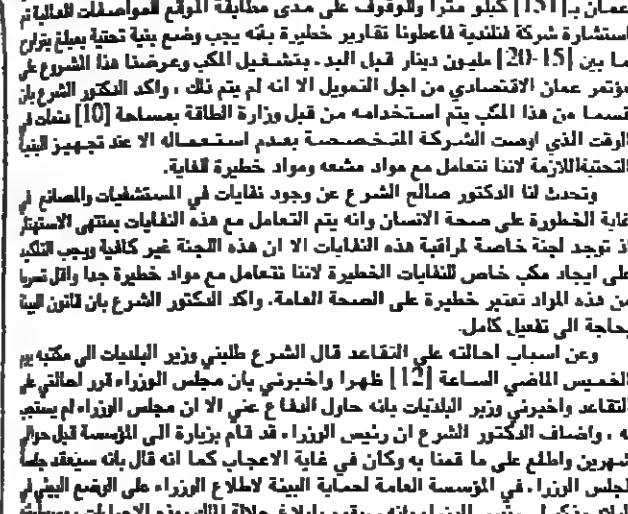 عمان بـ[151] كيلو مترا وللوقوف على مدى مطابقة الموقع للمواصفات العالمية تم
استشارة شركة فنلندية فاعطونا تقارير خطيرة بانه يجب وضع بنية تحتية بمبلغ يتراوح
ما بين [15-20] مليون دينار قبل البدء بتشغيل المكب وعرضنا هذا المشروع على
مؤتمر عمان الاقتصادي من اجل التمويل الا انه لم يتم ذلك ، واكد الدكتور الشرع بان
قسما من هذا المكب يتم استخدامه من قبل وزارة الطاقة بمساحة [10] دنمات في
الوقت الذي اوصت الشركة المتخصصة بعدم استعماله الا عند تجهيز البنية
التحتية اللازمة لاننا نتعامل مع مواد مشعه ومواد خطيرة للغاية.
وتحدث لنا الدكتور صالح الشرع عن وجود نفايات في المستشفيات والمصانع في
غاية الخطورة على صحة الانسان وانه يتم التعامل مع هذه النفايات بمنتهى الاستهتار
اذ توجد لجنة خاصة لمراقبة هذه النفايات الا ان هذه اللجنة غير كافية ويجب التاكيد
على ايجاد مكب خاص للنفايات الخطيرة لاننا نتعامل مع مواد خطيرة جدا واقل تسربا
من هذه المواد تعتبر خطيرة على الصحة العامة. واكد الدكتور الشرع بان قانون البيئة
بحاجة الى تفعيل كامل.
وعن اسباب احالته على التقاعد قال الشرع طلبني وزير البلديات الى مكتبه يوم
الخميس الماضي الساعة [12] ظهرا واخبرني بان مجلس الوزراء قرر احالتي على
التقاعد واخبرني وزير البلديات بانه حاول الدفاع عني الا ان مجلس الوزراء لم يستجب
له ، واضاف الدكتور الشرع ان رئيس الوزراء قد قام بزيارة الى المؤسسة قبل حوالي
شهرين واطلع على ما قمنا به وكان في غاية الاعجاب كما انه قال بانه سيعقد جلسة
لمجلس الوزراء في المؤسسة العامة لحماية البيئة لاطلاع الوزراء على الوضع البيئي في